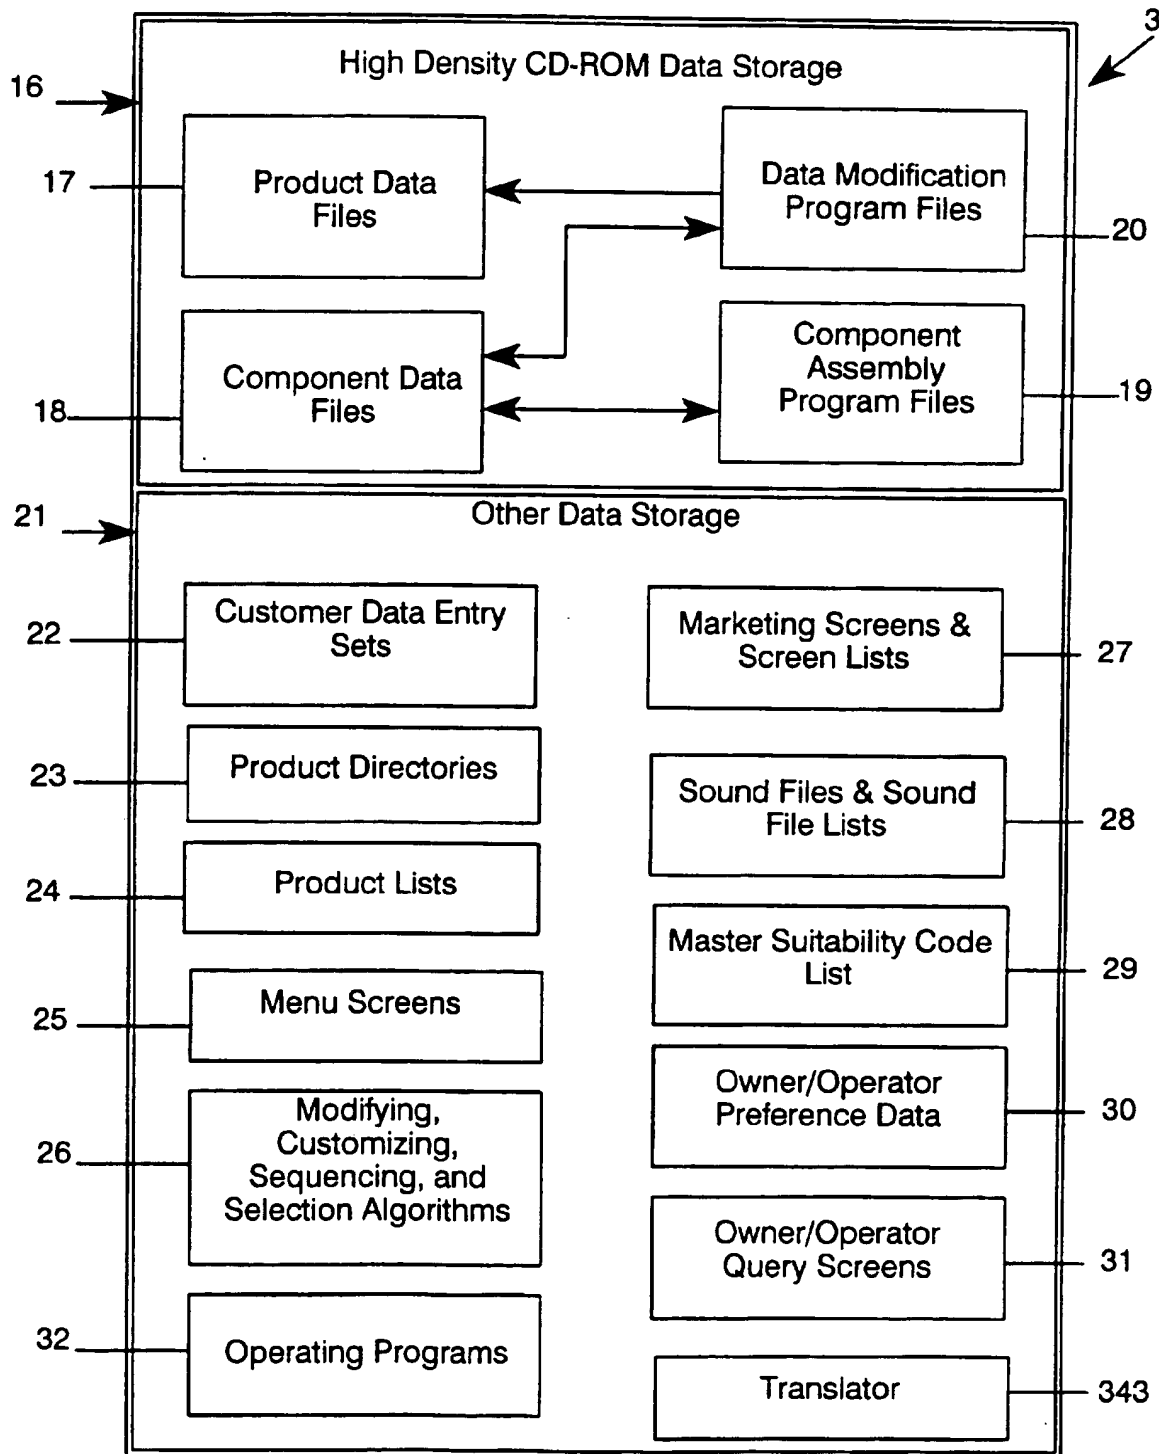 3
High Density CD-ROM Data Storage
16
17
Product Data
Files
Data Modification
Program Files
20
18
Component Data
Files
Component
Assembly
Program Files
19
21
Other Data Storage
22
Customer Data Entry
Sets
Marketing Screens &
Screen Lists
27
23
Product Directories
Sound Files & Sound
File Lists
28
24
Product Lists
Master Suitability Code
List
29
25
Menu Screens
Owner/Operator
Preference Data
30
26
Modifying,
Customizing,
Sequencing, and
Selection Algorithms
Owner/Operator
Query Screens
31
32
Operating Programs
Translator
343